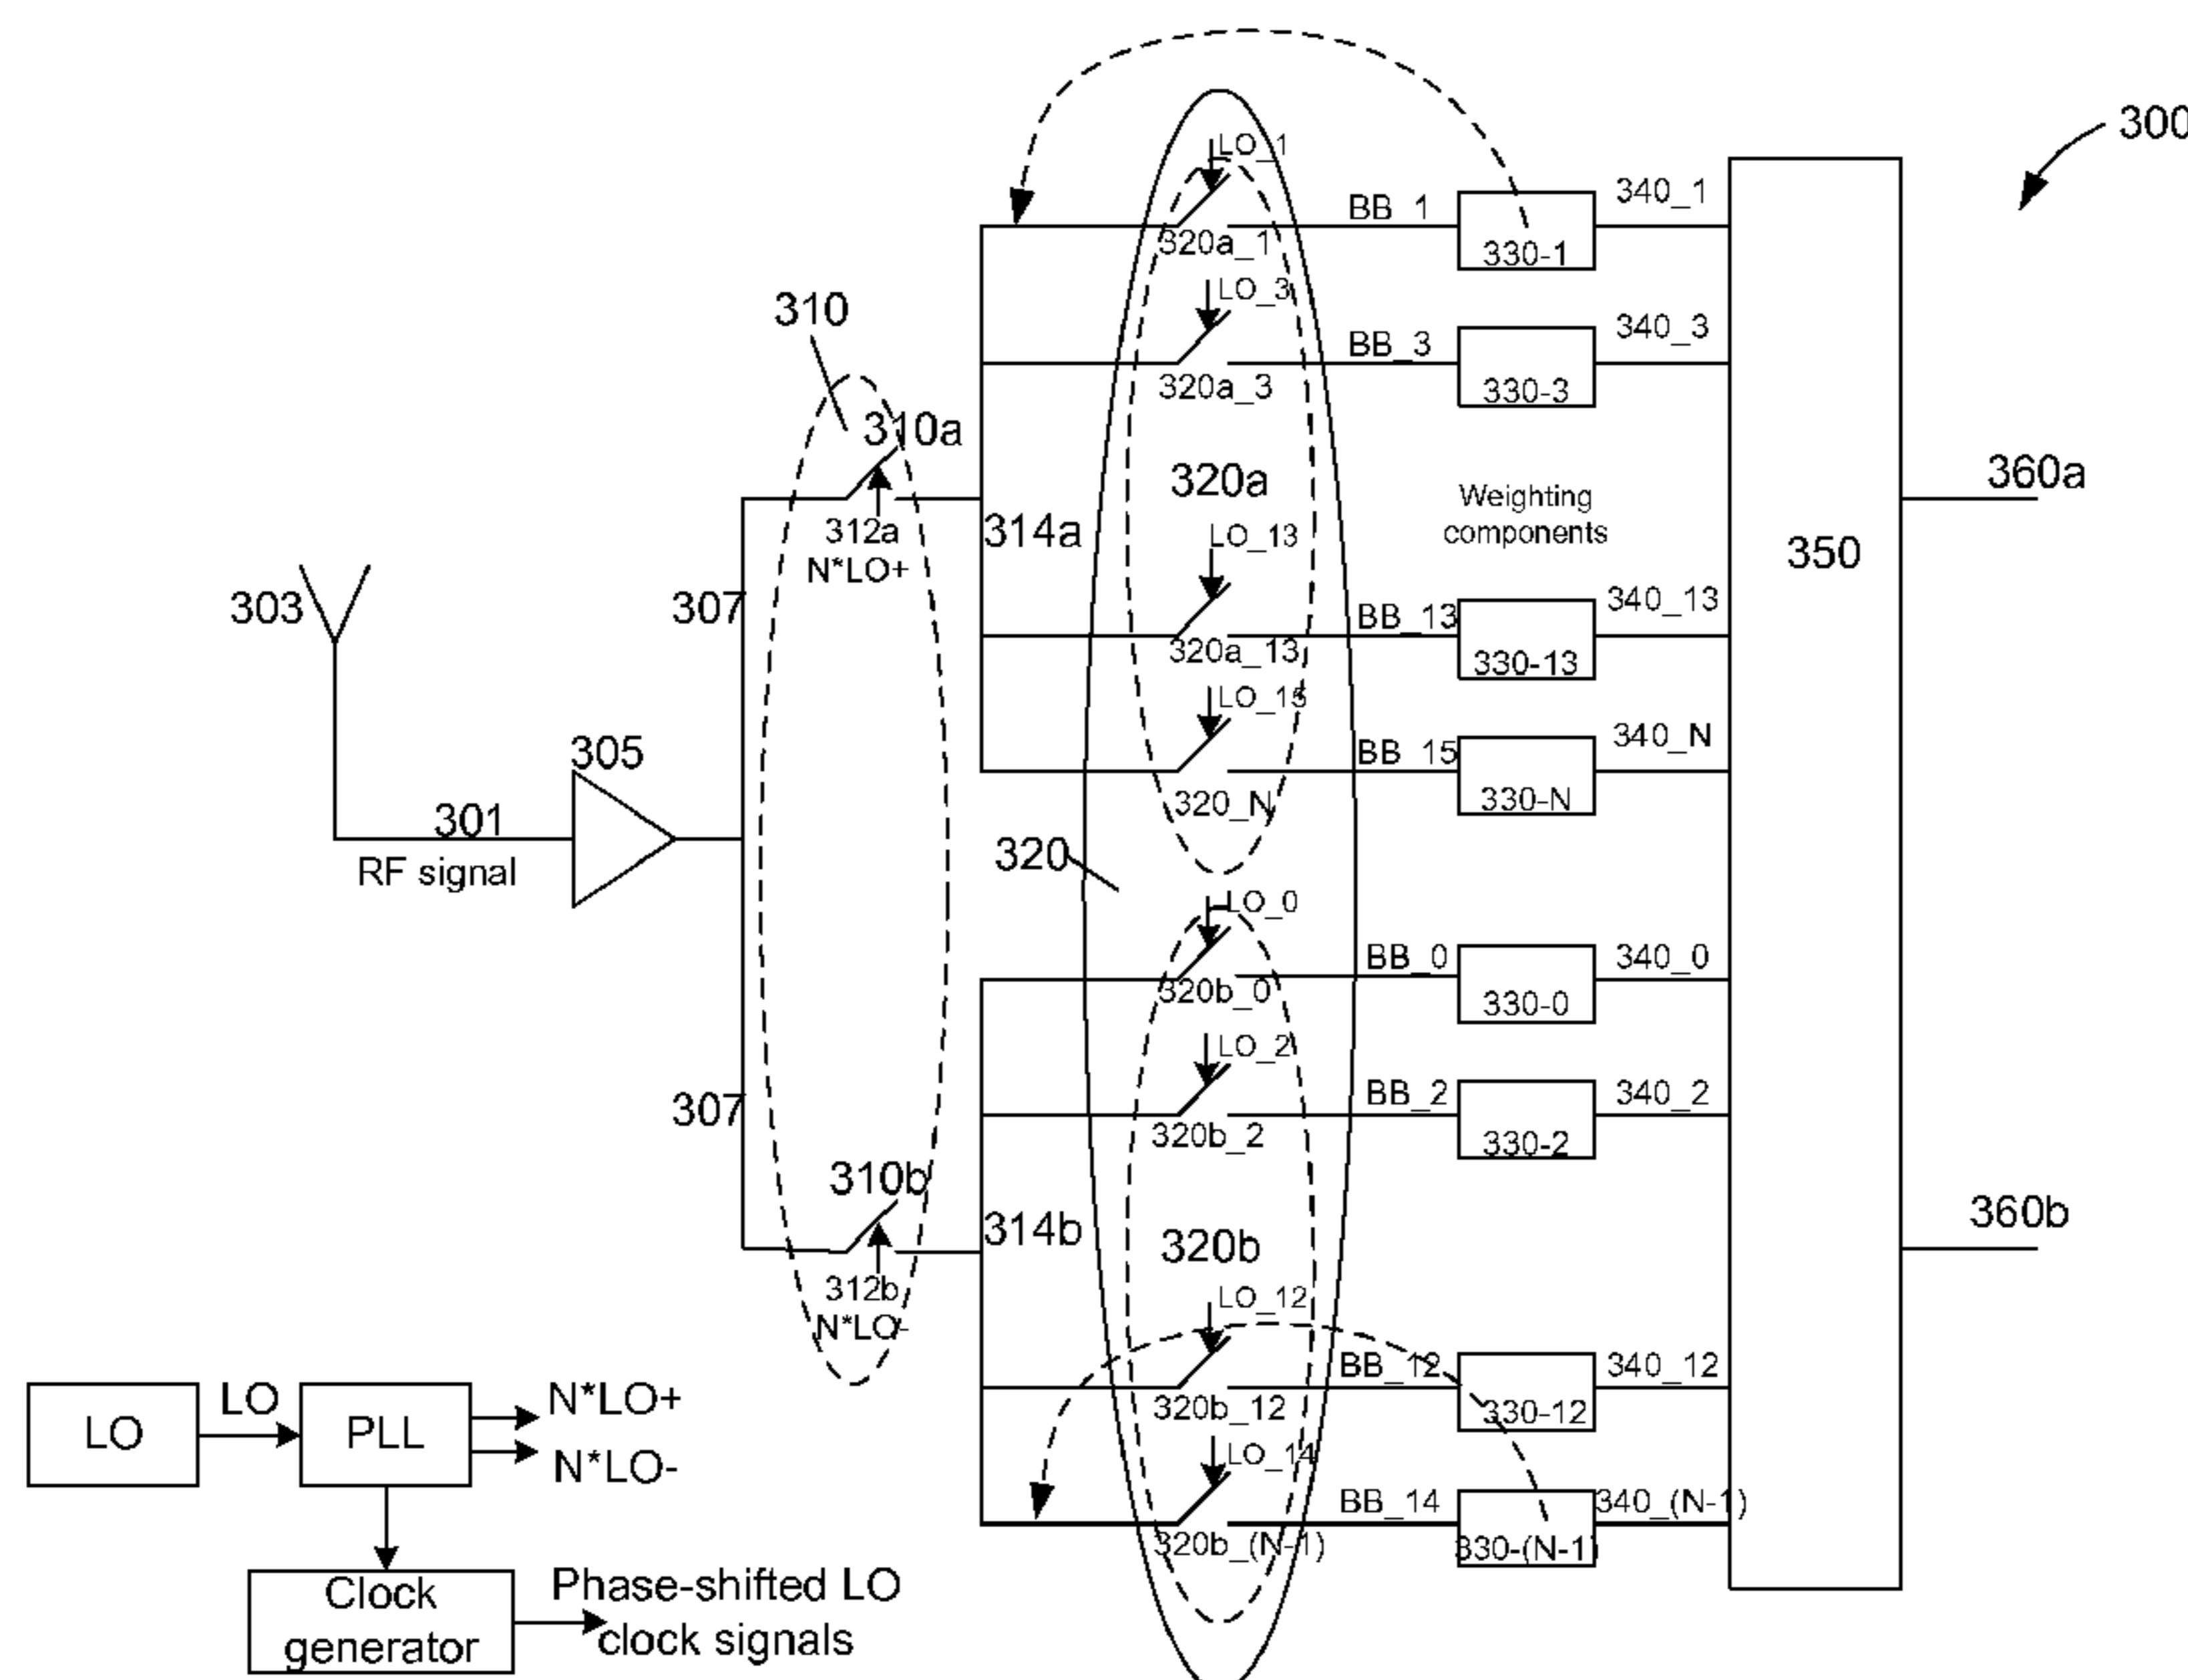 300
LO_1
320a_1
BB_1
330-1
340_1
LO_3
320a_3
BB_3
330-3
340_3
310
310a
312a
N*LO+
314a
320a
Weighting
components
350
360a
LO_13
320a_13
BB_13
330-13
340_13
303
307
LO_15
320_N
BB_15
330-N
340_N
305
301
RF signal
320
LO_0
320b_0
BB_0
330-0
340_0
LO_2
320b_2
BB_2
330-2
340_2
307
310b
312b
N*LO-
314b
320b
360b
LO_12
320b_12
BB_12
330-12
340_12
LO_14
320b_(N-1)
BB_14
330-(N-1)
340_(N-1)
LO
LO
PLL
N*LO+
N*LO-
Clock
generator
Phase-shifted LO
clock signals